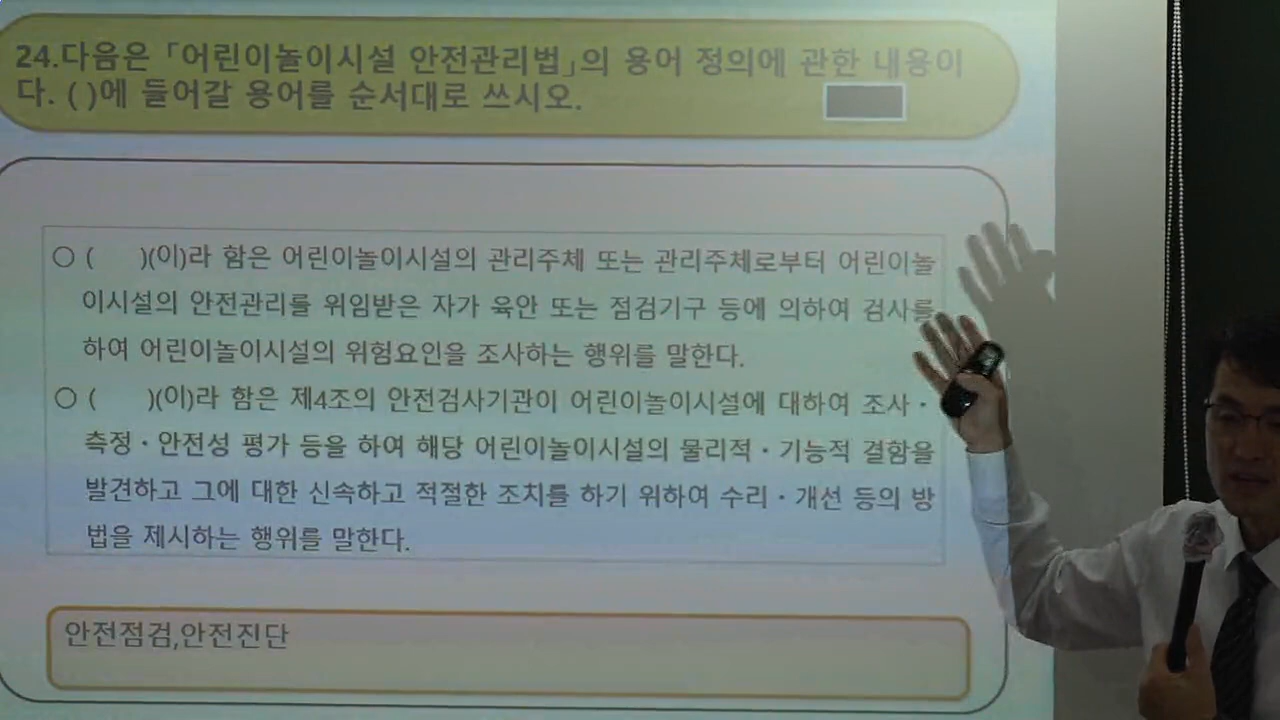 24.다음은 「어린이놀이시설 안전관리법」의 용어 정의에 관한 내용이
다. ( )에 들어갈 용어를 순서대로 쓰시오.
○ (      )(이)라 함은 어린이놀이시설의 관리주체 또는 관리주체로부터 어린이놀
이시설의 안전관리를 위임받은 자가 육안 또는 점검기구 등에 의하여 검사를
하여 어린이놀이시설의 위험요인을 조사하는 행위를 말한다.
○ (      )(이)라 함은 제4조의 안전검사기관이 어린이놀이시설에 대하여 조사 ·
측정 · 안전성 평가 등을 하여 해당 어린이놀이시설의 물리적 · 기능적 결함을
발견하고 그에 대한 신속하고 적절한 조치를 하기 위하여 수리 · 개선 등의 방
법을 제시하는 행위를 말한다.
안전점검,안전진단